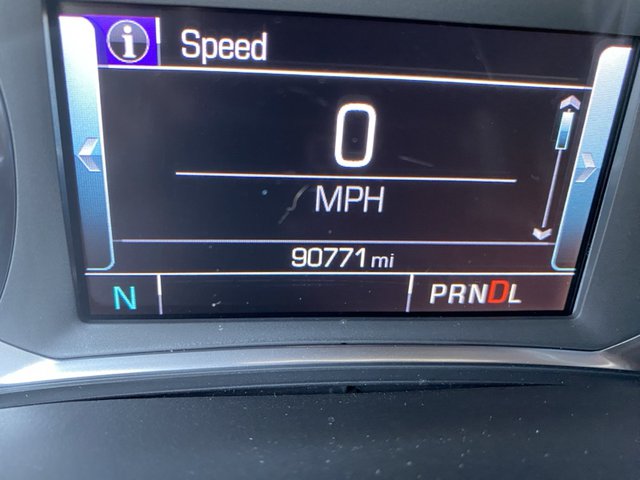 i Speed
0
MPH
90771 mi
N PRNDL